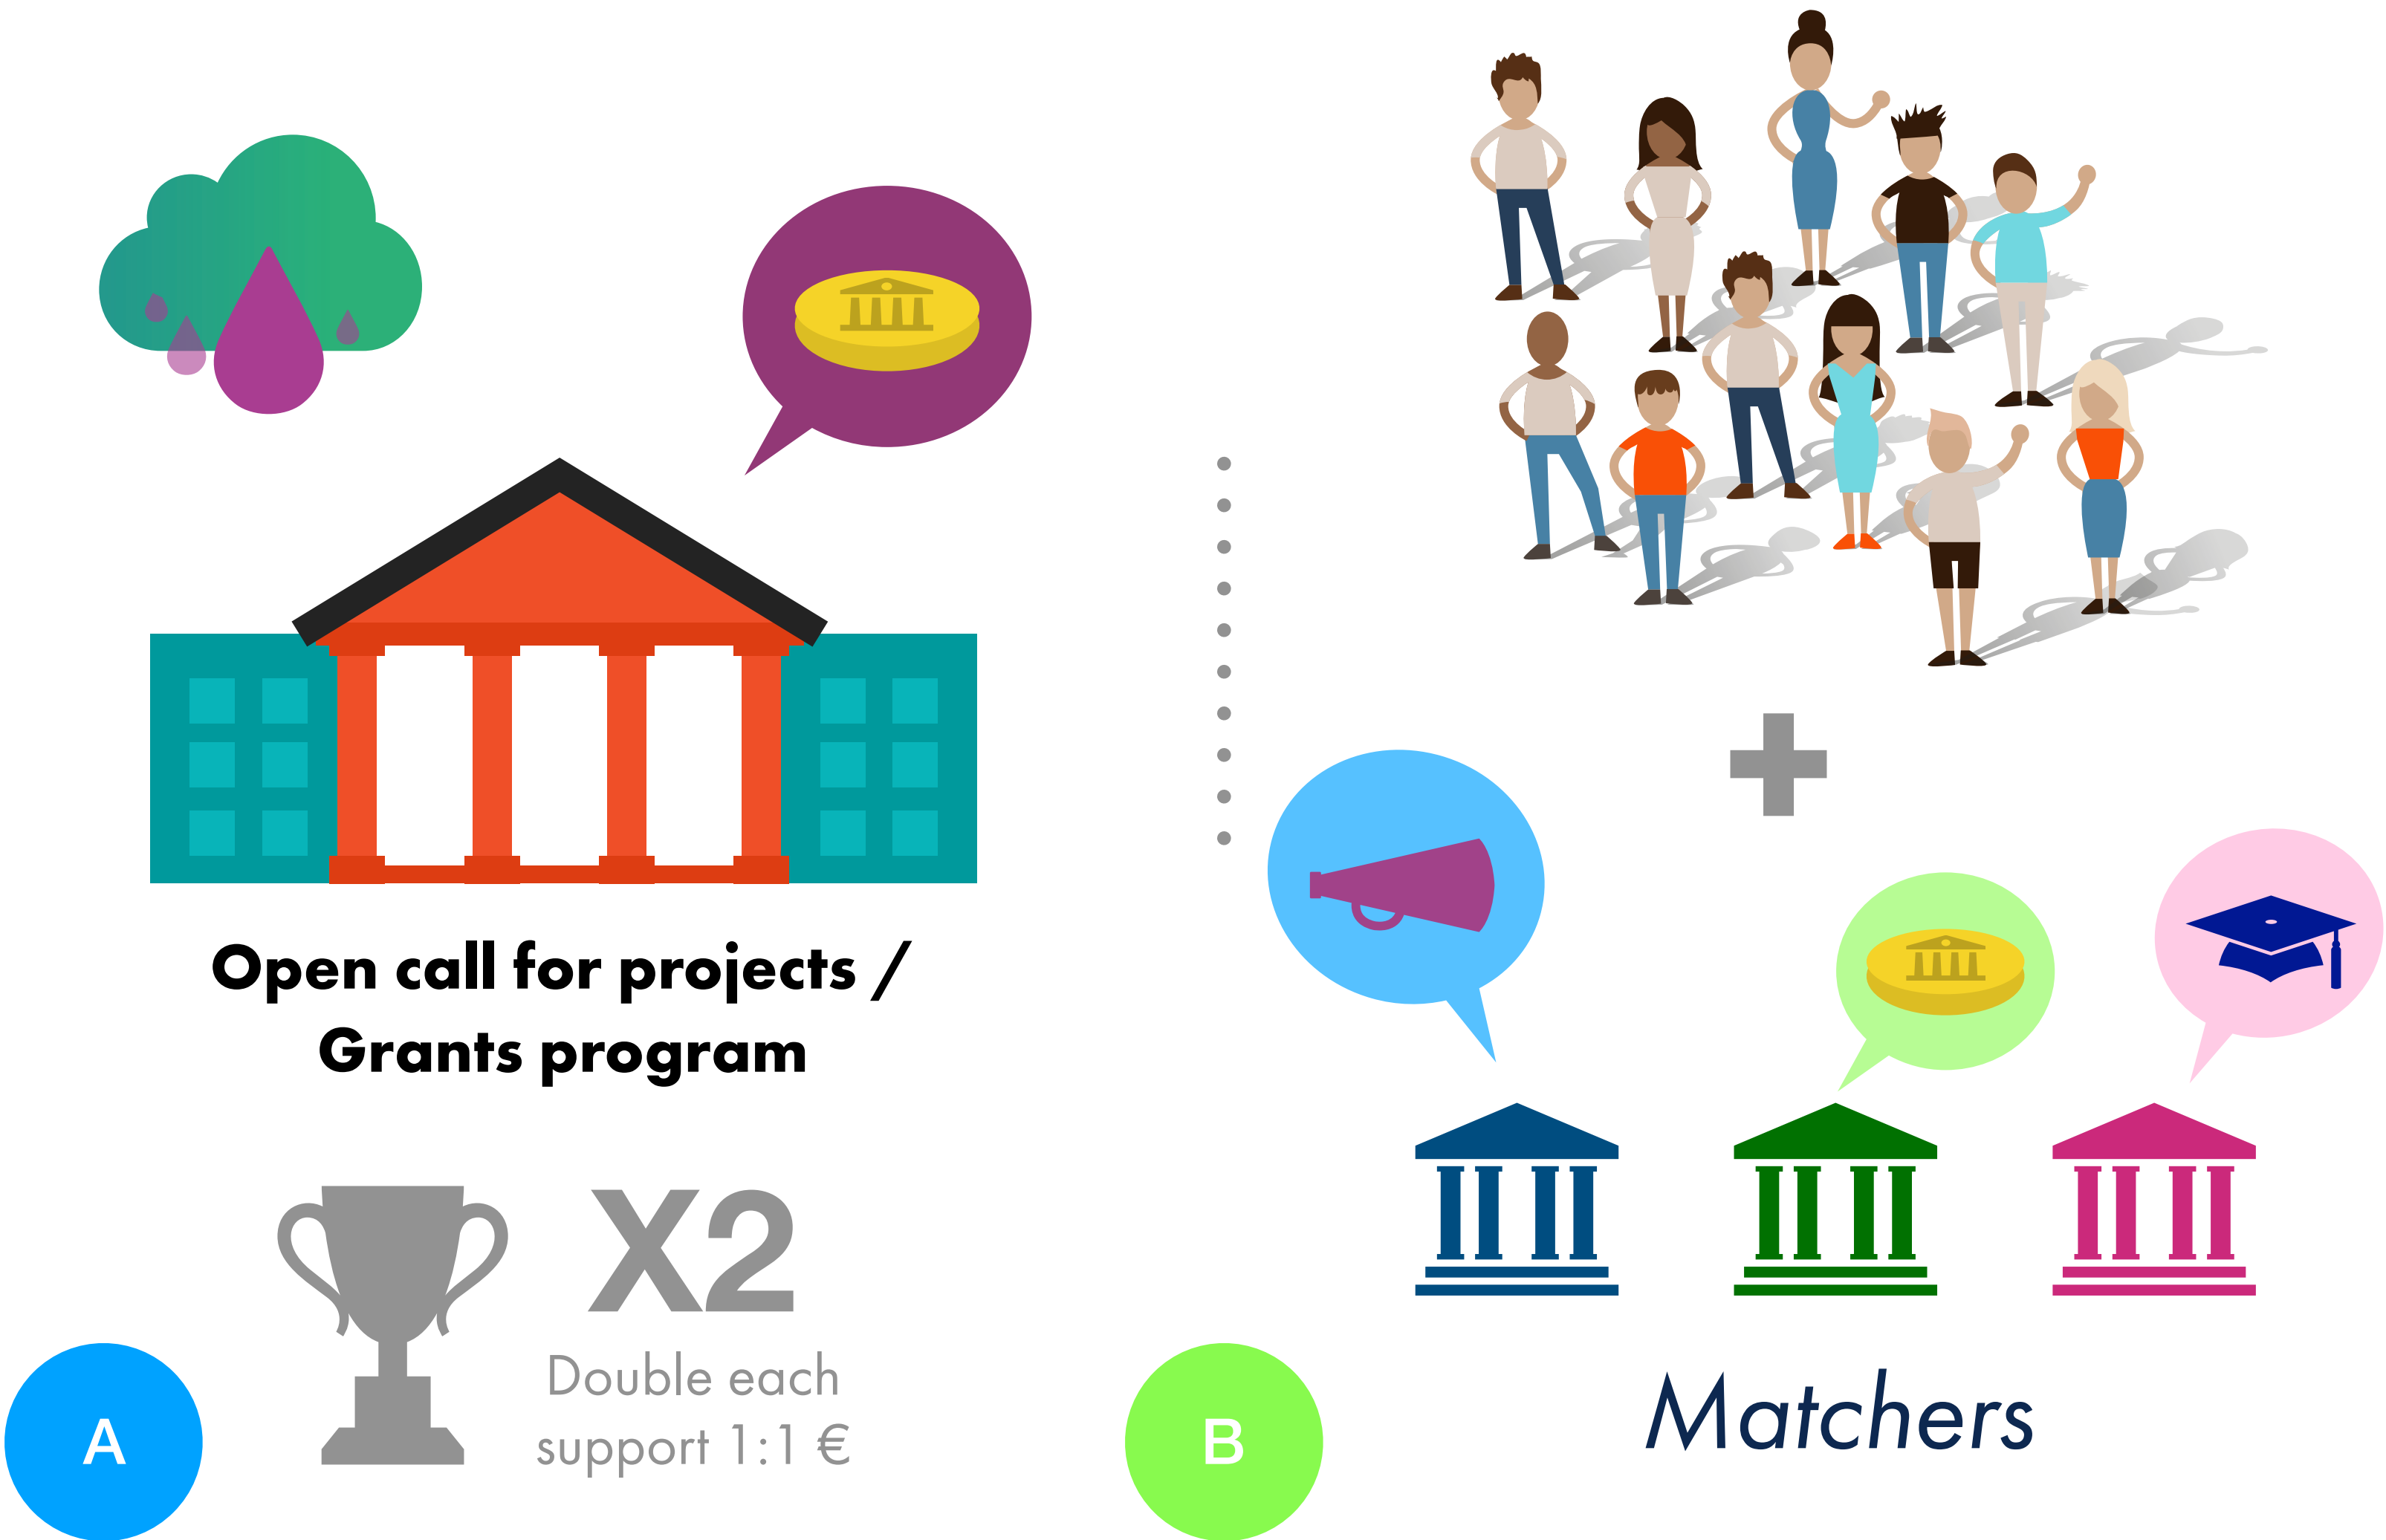 Open call for projects /
Grants program
X2
Double each
support 1:1 €
A
B
Matchers